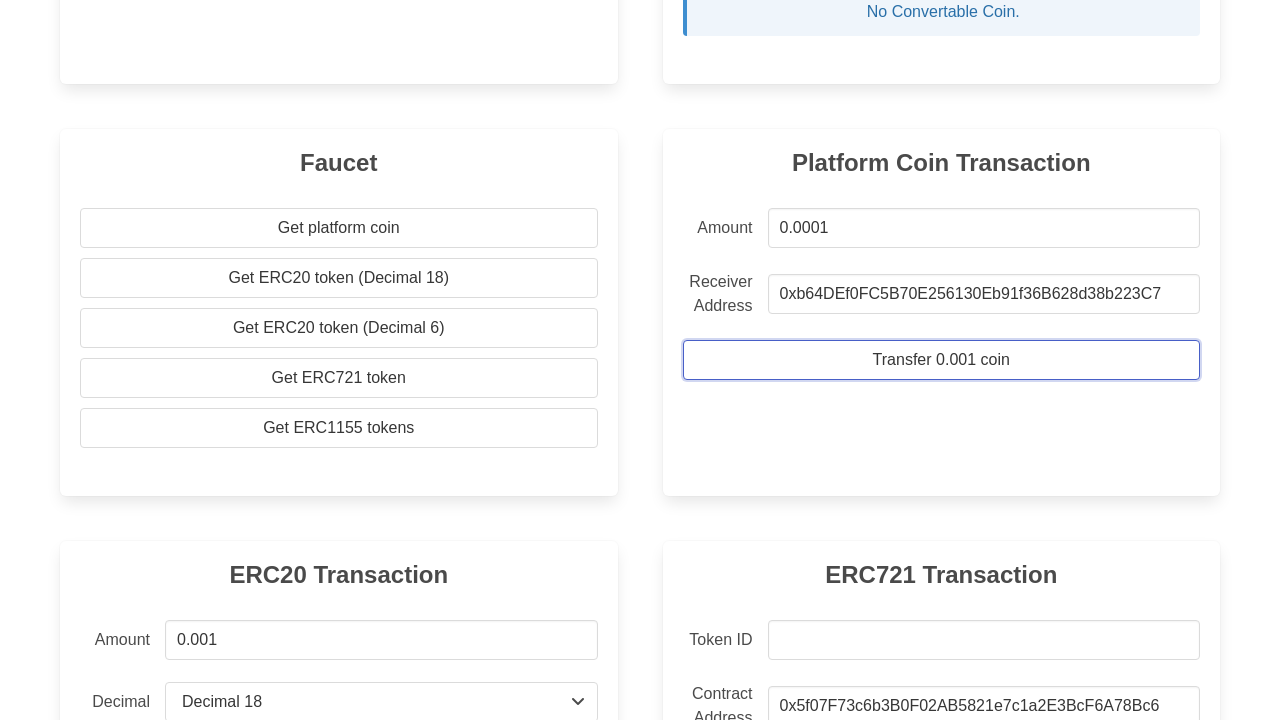 No Convertable Coin.
Faucet
Get platform coin
Get ERC20 token (Decimal 18)
Get ERC20 token (Decimal 6)
Get ERC721 token
Get ERC1155 tokens
Platform Coin Transaction
Amount
0.0001
Receiver
Address
0xb64DEf0FC5B70E256130Eb91f36B628d38b223C7
Transfer 0.001 coin
ERC20 Transaction
Amount
0.001
Decimal
Decimal 18
ERC721 Transaction
Token ID
Contract
Address
0x5f07F73c6b3B0F02AB5821e7c1a2E3BcF6A78Bc6